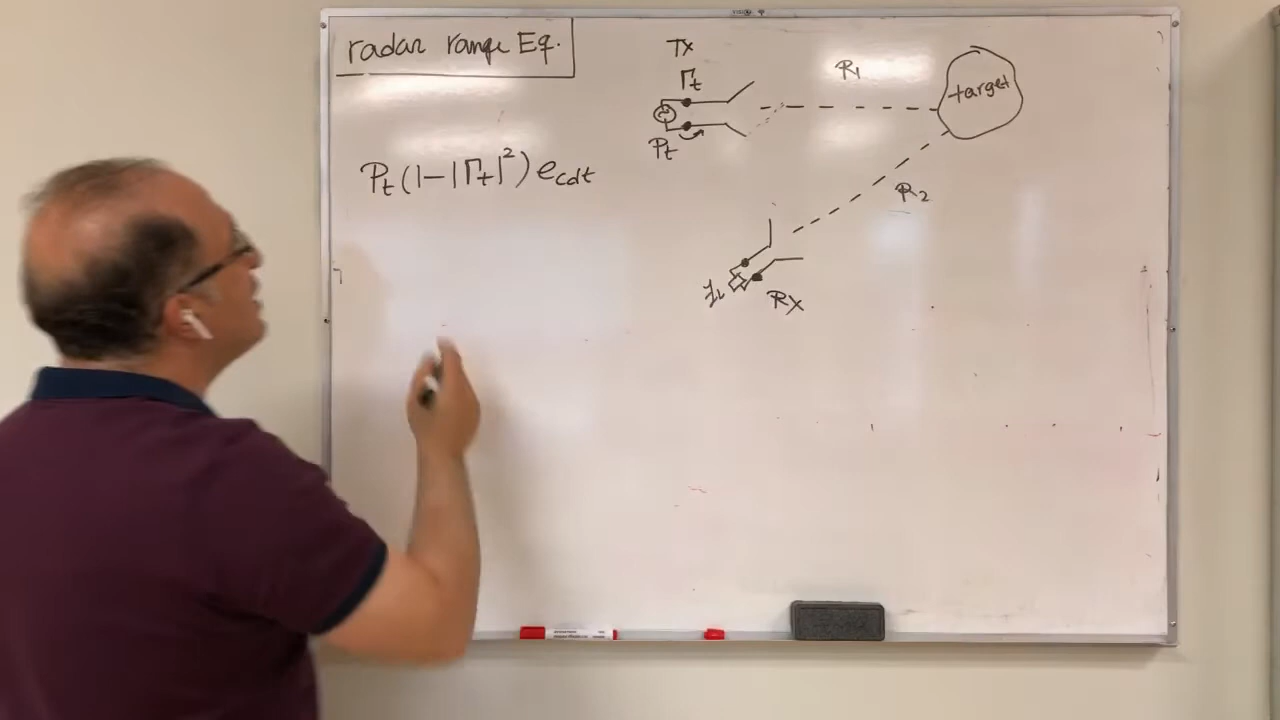 radar range Eq.
Tx
Γt
Pt
R1
target
Pt (1-|Γt|²) ecdt
R2
ZL
Rx